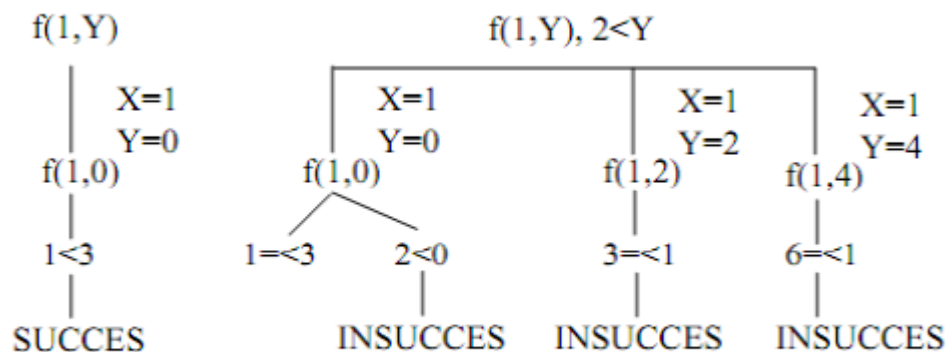 f(1,Y)
f(1,Y), 2<Y
X=1
Y=0
X=1
Y=0
X=1
Y=2
X=1
Y=4
f(1,0)
f(1,0)
f(1,2)
f(1,4)
1<3
1=<3
2<0
3=<1
6=<1
SUCCES
INSUCCES
INSUCCES
INSUCCES